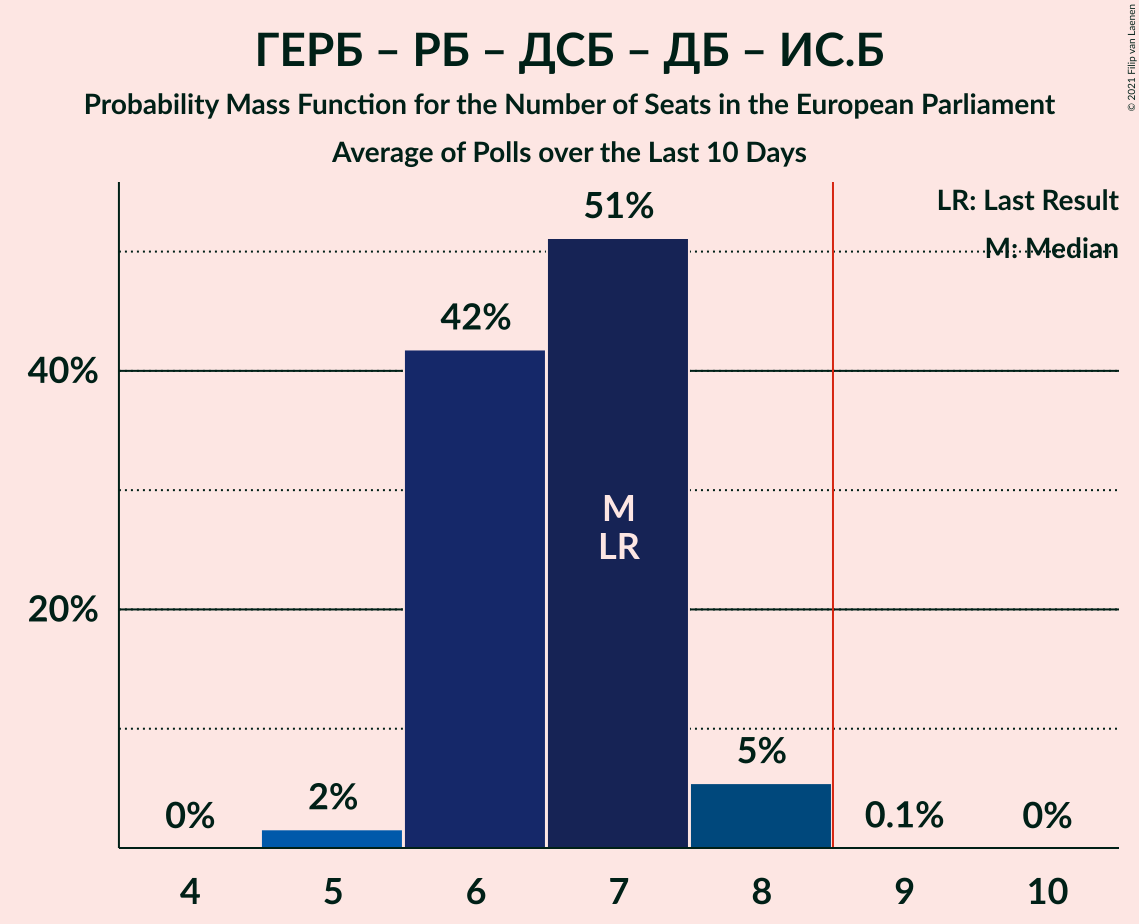 ГЕРБ – РБ – ДСБ – ДБ – ИС.Б
Probability Mass Function for the Number of Seats in the European Parliament
Average of Polls over the Last 10 Days
© 2021 Filip van Laenen
LR: Last Result
M: Median
51%
42%
40%
M
LR
20%
5%
2%
0%
0.1%
0%
4 5 6 7 8 9 10